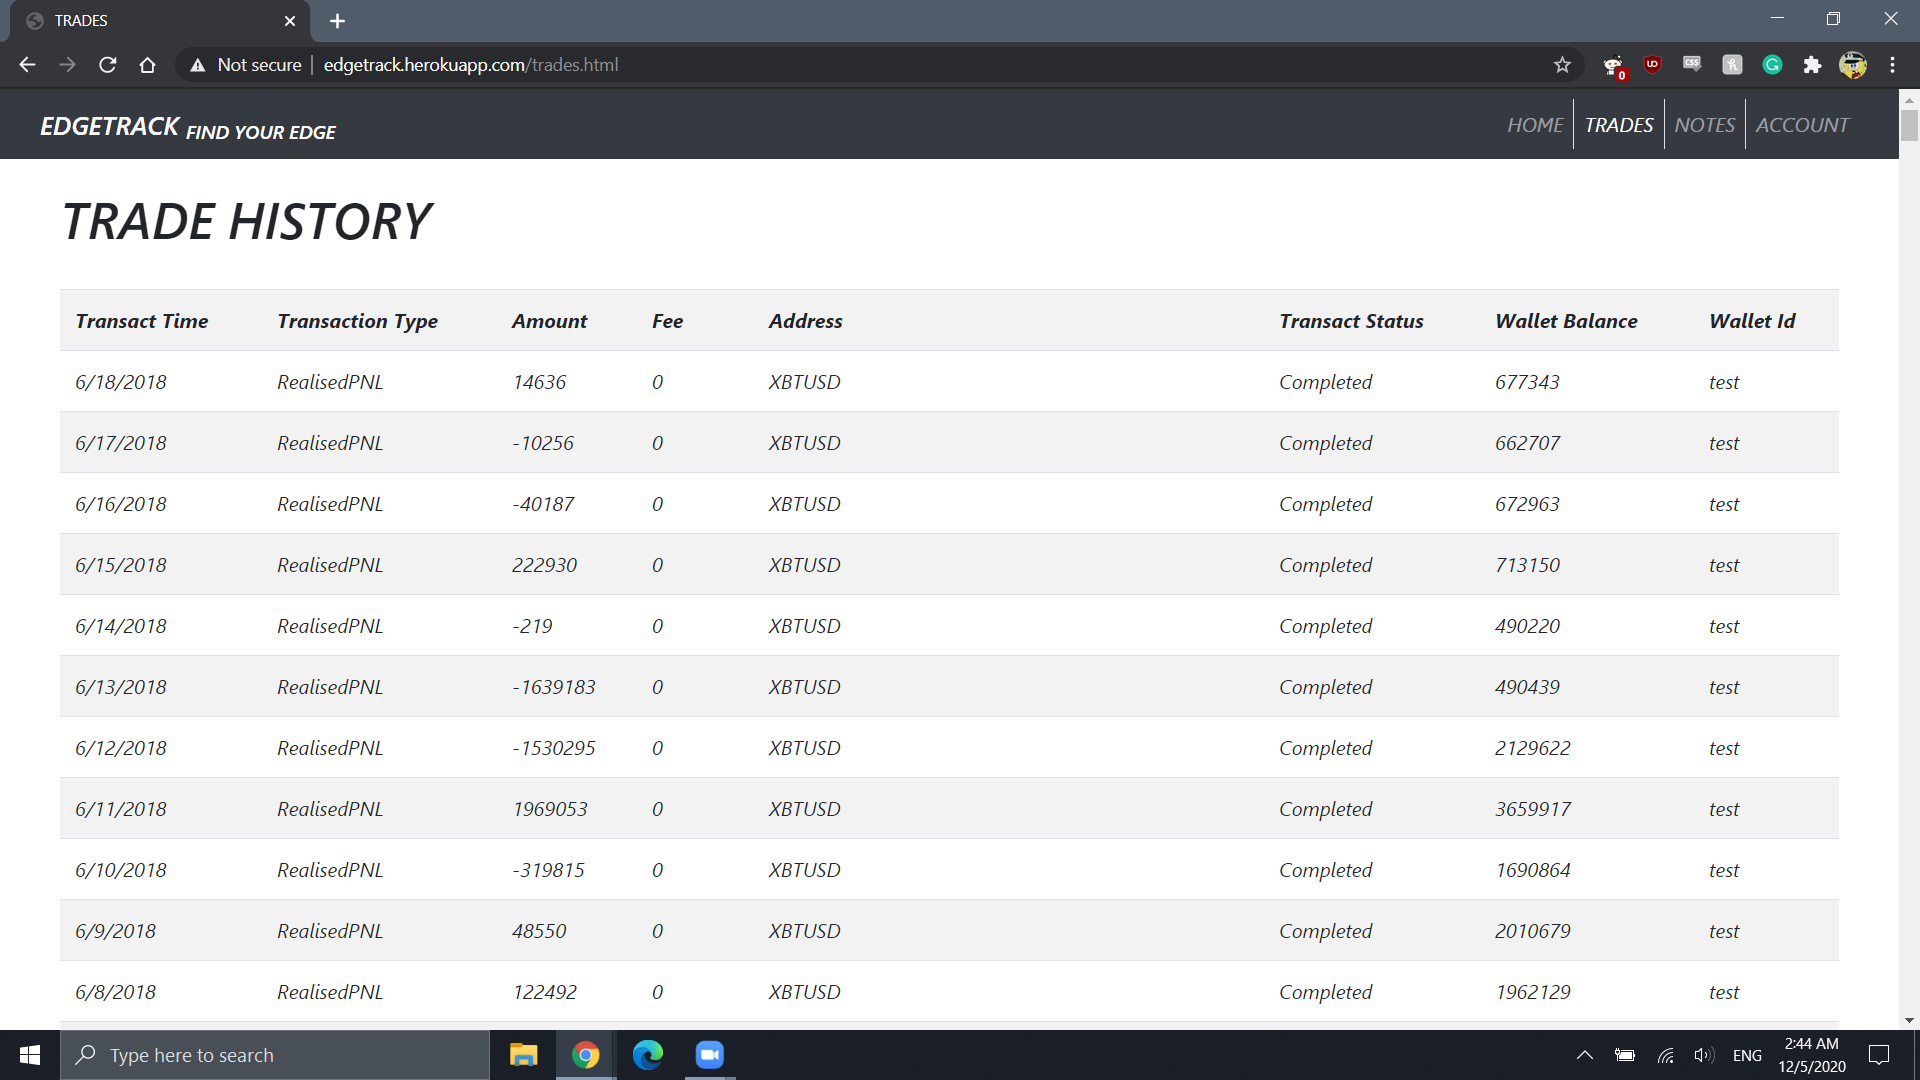 TRADES
Not secure edgetrack.herokuapp.com/trades.html
0
UD
CSS
h
G
EDGETRACK FIND YOUR EDGE
HOME TRADES NOTES ACCOUNT
TRADE HISTORY
Transact Time Transaction Type Amount Fee Address Transact Status Wallet Balance Wallet Id
6/18/2018 RealisedPNL 14636 0 XBTUSD Completed 677343 test
6/17/2018 RealisedPNL -10256 0 XBTUSD Completed 662707 test
6/16/2018 RealisedPNL -40187 0 XBTUSD Completed 672963 test
6/15/2018 RealisedPNL 222930 0 XBTUSD Completed 713150 test
6/14/2018 RealisedPNL -219 0 XBTUSD Completed 490220 test
6/13/2018 RealisedPNL -1639183 0 XBTUSD Completed 490439 test
6/12/2018 RealisedPNL -1530295 0 XBTUSD Completed 2129622 test
6/11/2018 RealisedPNL 1969053 0 XBTUSD Completed 3659917 test
6/10/2018 RealisedPNL -319815 0 XBTUSD Completed 1690864 test
6/9/2018 RealisedPNL 48550 0 XBTUSD Completed 2010679 test
6/8/2018 RealisedPNL 122492 0 XBTUSD Completed 1962129 test
Type here to search
ENG
2:44 AM
12/5/2020